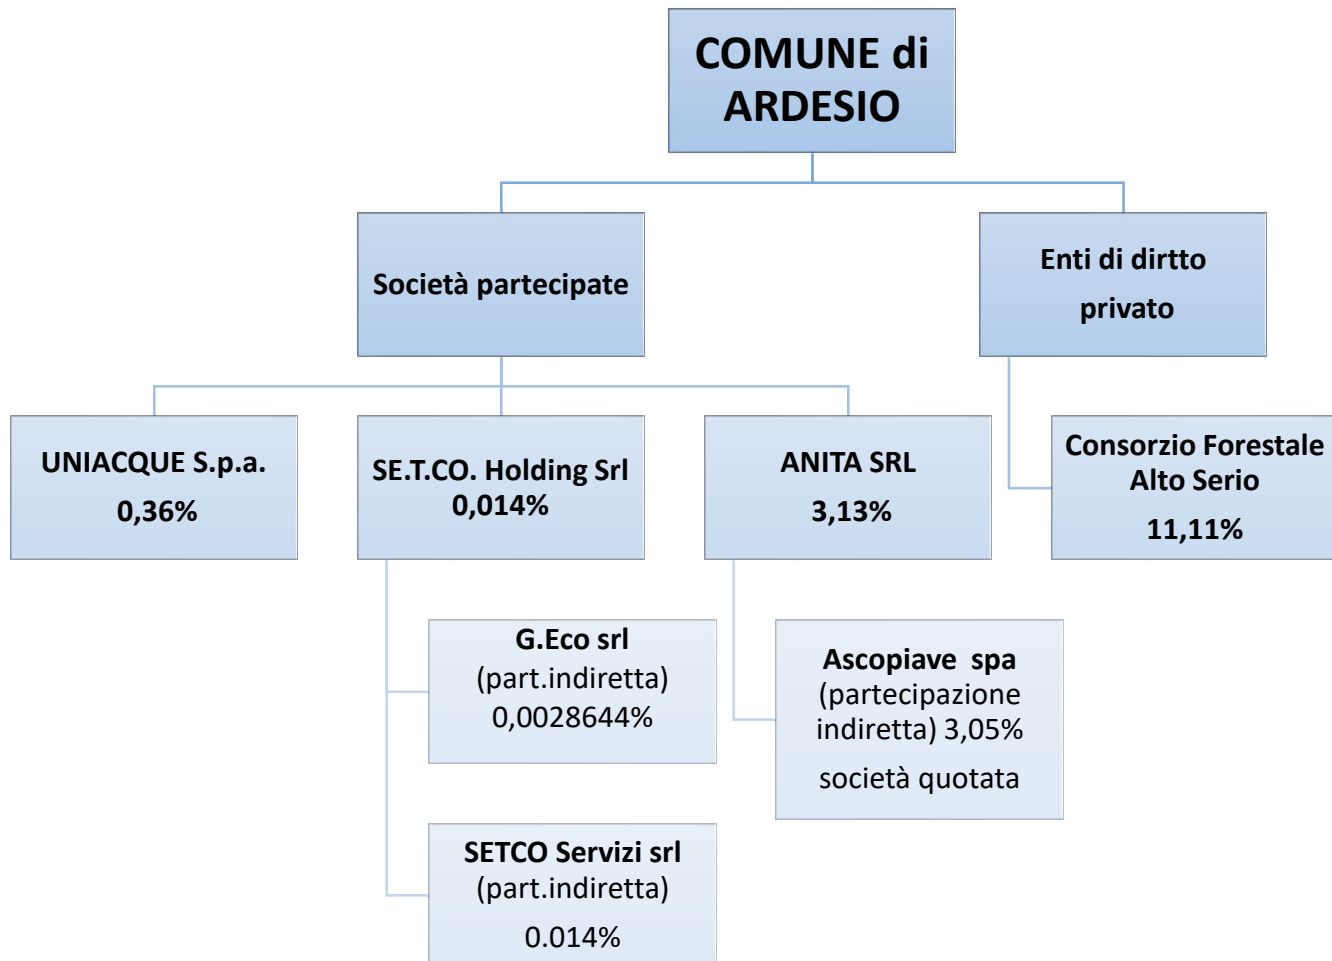 COMUNE di
ARDESIO
Società partecipate
Enti di dirtto
privato
UNIACQUE S.p.a.
0,36%
SE.T.CO. Holding Srl
0,014%
ANITA SRL
3,13%
Consorzio Forestale
Alto Serio
11,11%
G.Eco srl
(part.indiretta)
0,0028644%
Ascopiave spa
(partecipazione
indiretta) 3,05%
società quotata
SETCO Servizi srl
(part.indiretta)
0.014%